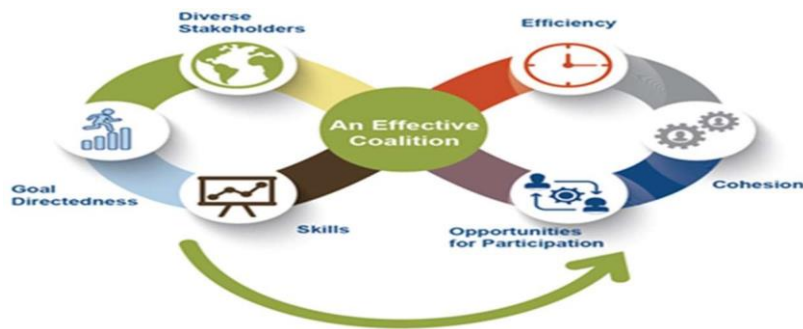 Diverse
Stakeholders
Efficiency
An Effective
Coalition
Goal
Directedness
Skills
Opportunities
for Participation
Cohesion